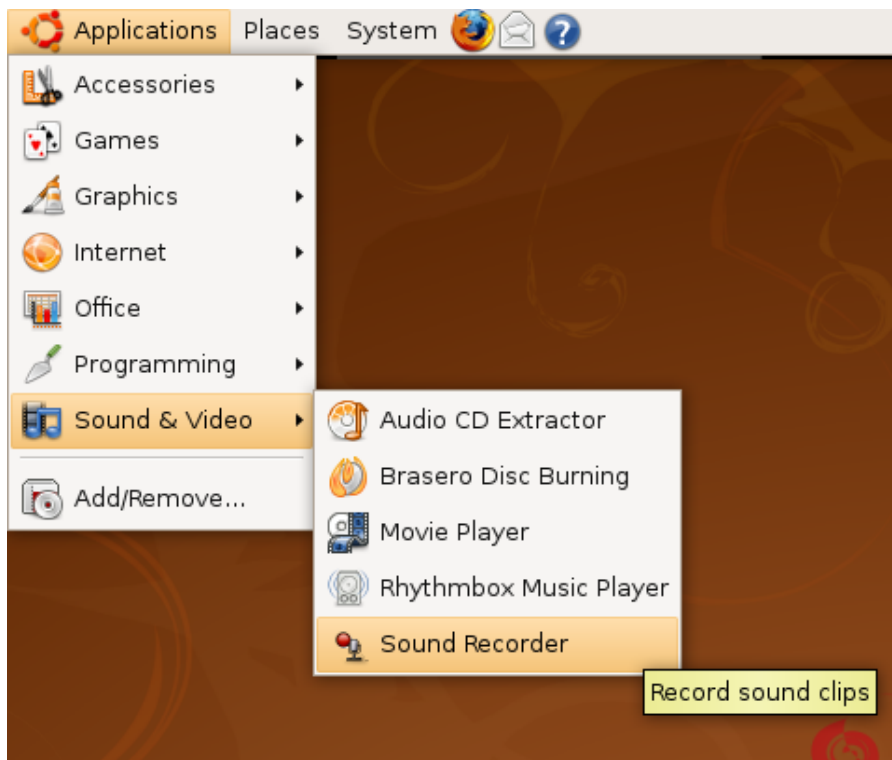 Applications Places System
Accessories
Games
Graphics
Internet
Office
Programming
Sound & Video
Add/Remove...
Audio CD Extractor
Brasero Disc Burning
Movie Player
Rhythmbox Music Player
Sound Recorder
Record sound clips